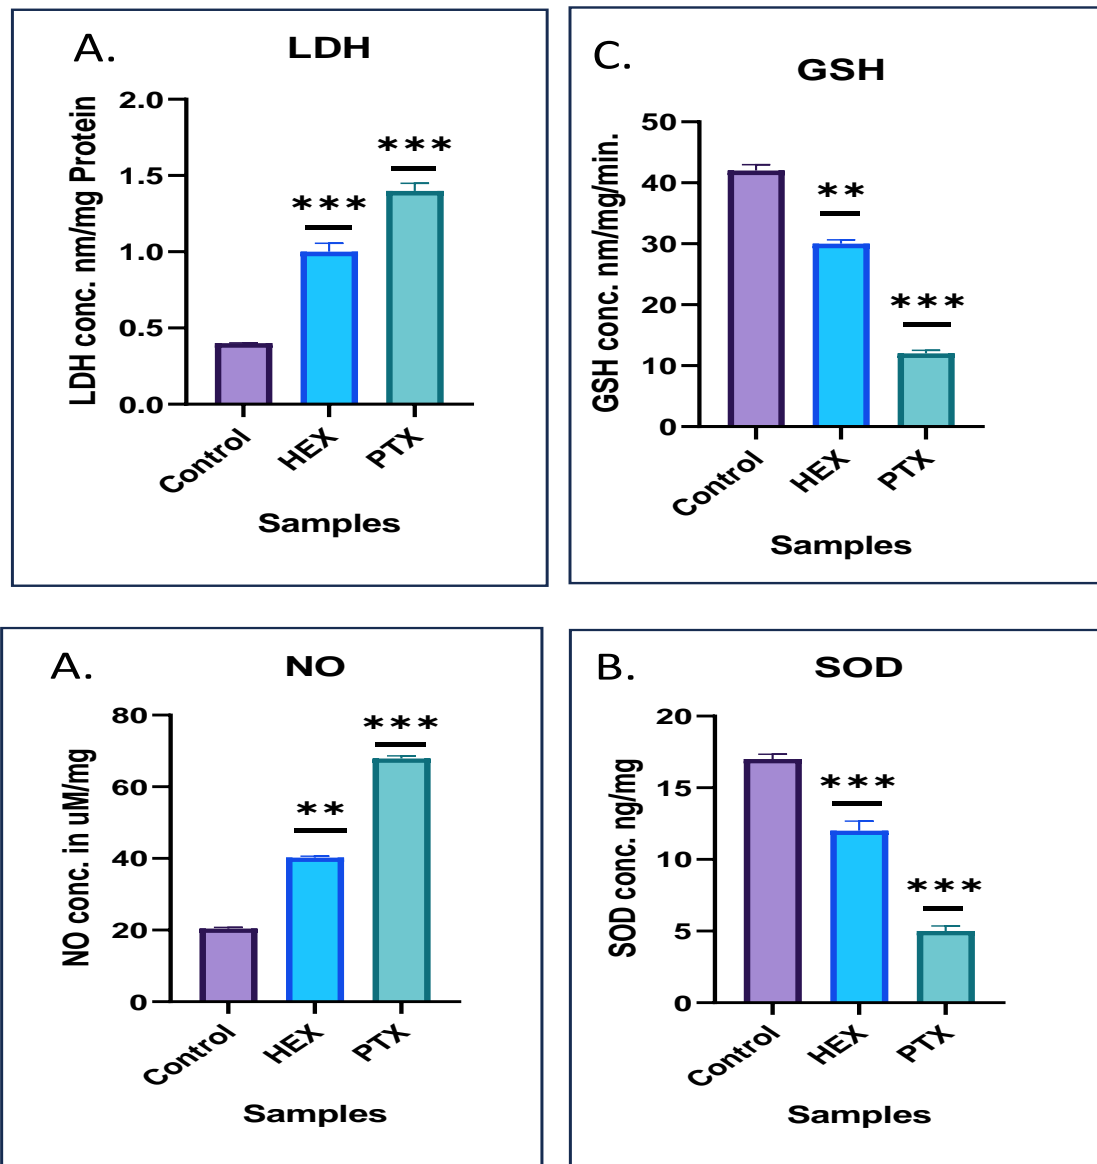 A.
LDH
LDH conc. nm/mg Protein
2.0
1.5
1.0
0.5
0.0
***
***
Control
HEX
PTX
Samples
C.
GSH
GSH conc. nm/mg/min.
50
40
30
20
10
0
**
***
Control
HEX
PTX
Samples
A.
NO
NO conc. in uM/mg
80
60
40
20
0
**
***
Control
HEX
PTX
Samples
B.
SOD
SOD conc. ng/mg
20
15
10
5
0
***
***
Control
HEX
PTX
Samples